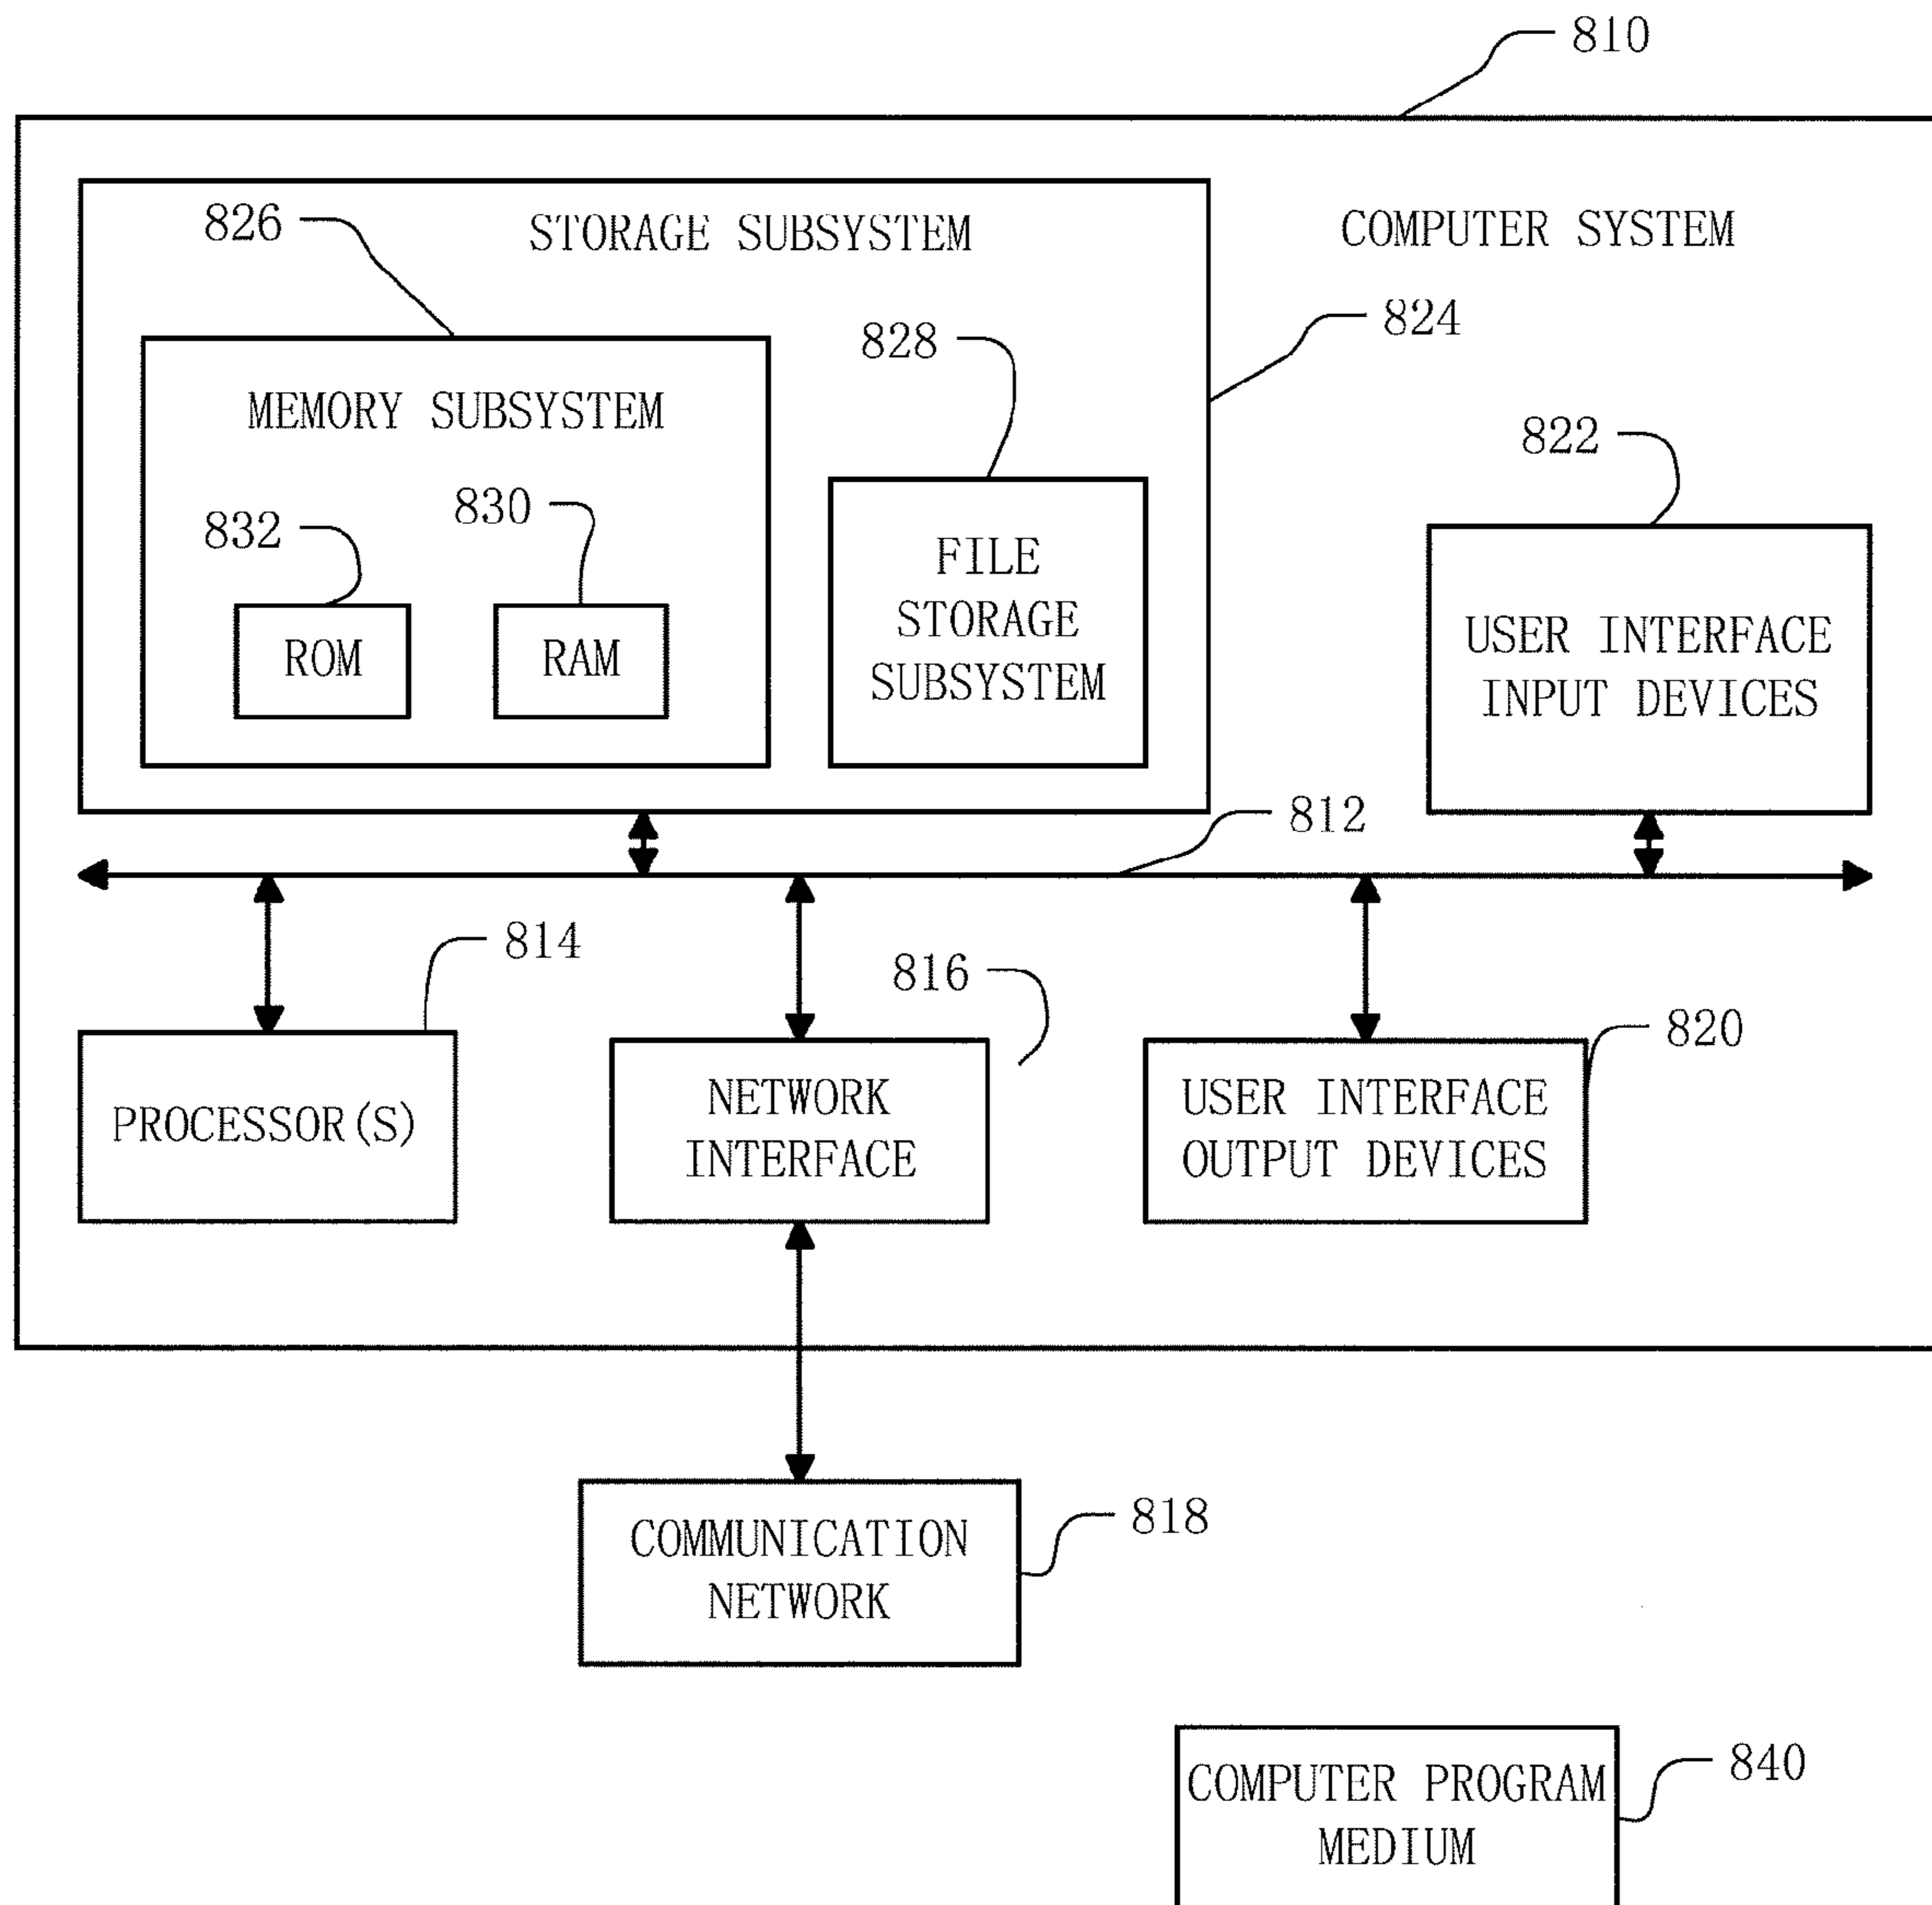 810
826
STORAGE SUBSYSTEM
COMPUTER SYSTEM
824
828
MEMORY SUBSYSTEM
822
832
830
FILE
STORAGE
SUBSYSTEM
ROM
RAM
USER INTERFACE
INPUT DEVICES
812
814
816
820
PROCESSOR(S)
NETWORK
INTERFACE
USER INTERFACE
OUTPUT DEVICES
COMMUNICATION
NETWORK
818
COMPUTER PROGRAM
MEDIUM
840